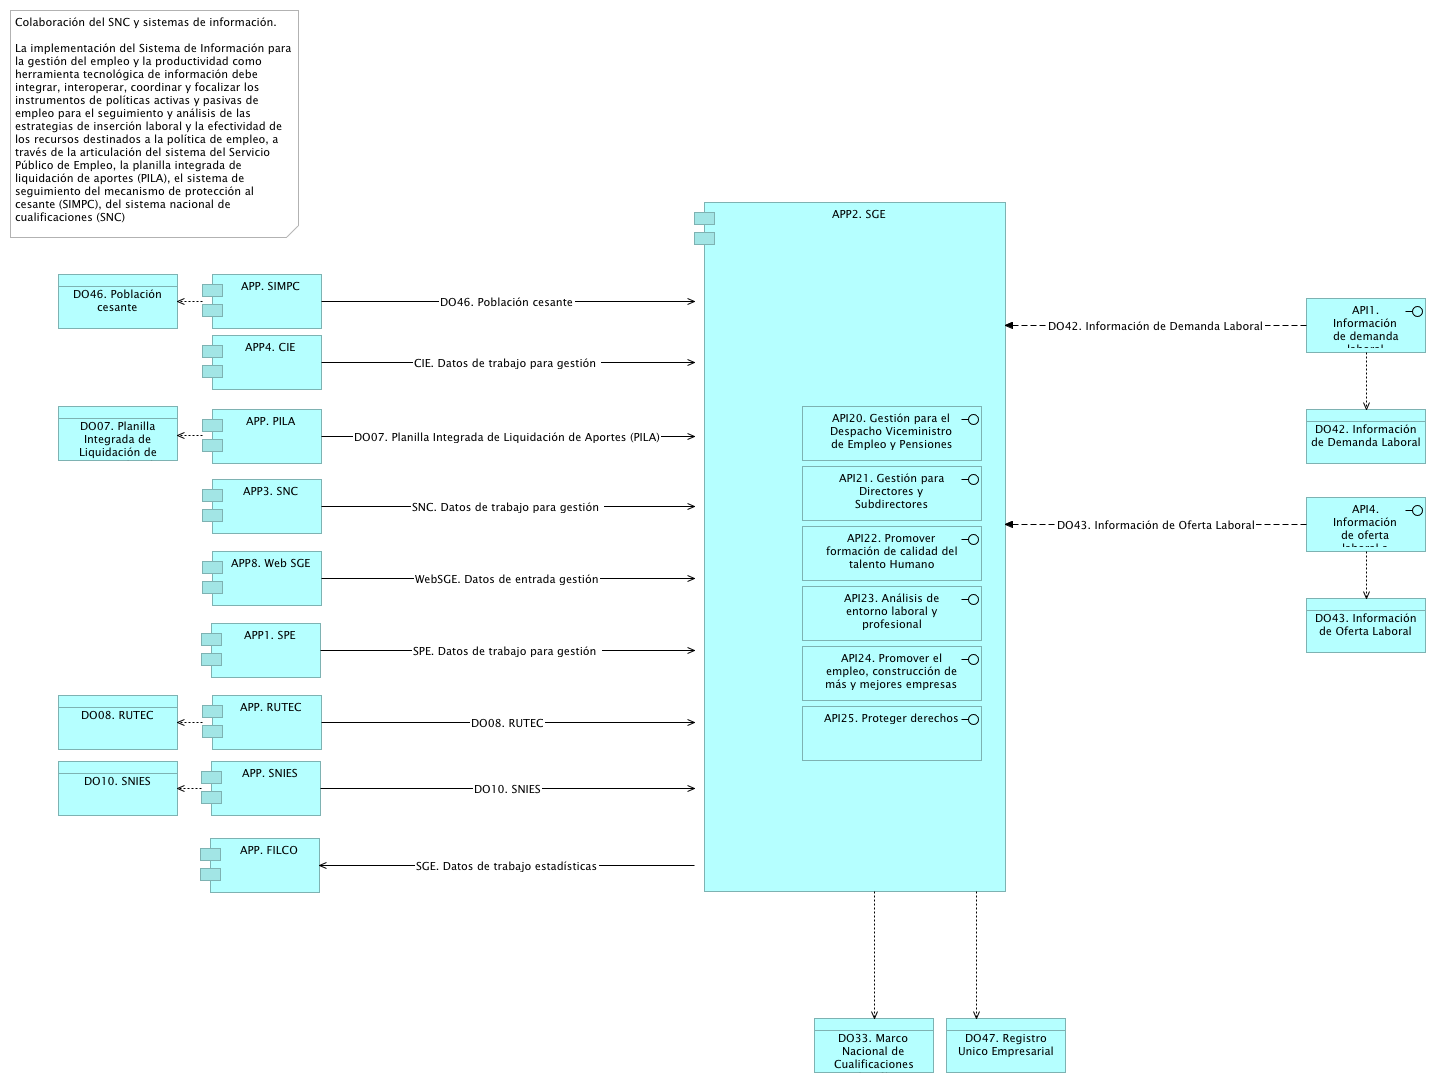 Colaboración del SNC y sistemas de información.
La implementación del Sistema de Información para
la gestión del empleo y la productividad como
herramienta tecnológica de información debe
integrar, interoperar, coordinar y focalizar los
instrumentos de políticas activas y pasivas de
empleo para el seguimiento y análisis de las
estrategias de inserción laboral y la efectividad de
los recursos destinados a la política de empleo, a
través de la articulación del sistema del Servicio
Público de Empleo, la planilla integrada de
liquidación de aportes (PILA), el sistema de
seguimiento del mecanismo de protección al
cesante (SIMPC), del sistema nacional de
cualificaciones (SNC)
APP2. SGE
DO46. Población
cesante
APP. SIMPC
DO46. Población cesante
APP4. CIE
CIE. Datos de trabajo para gestión
DO07. Planilla
Integrada de
Liquidación de
APP. PILA
DO07. Planilla Integrada de Liquidación de Aportes (PILA)
APP3. SNC
SNC. Datos de trabajo para gestión
APP8. Web SGE
WebSGE. Datos de entrada gestión
APP1. SPE
SPE. Datos de trabajo para gestión
DO08. RUTEC
APP. RUTEC
DO08. RUTEC
DO10. SNIES
APP. SNIES
DO10. SNIES
APP. FILCO
SGE. Datos de trabajo estadísticas
API20. Gestión para el
Despacho Viceministro
de Empleo y Pensiones
API21. Gestión para
Directores y
Subdirectores
API22. Promover
formación de calidad del
talento Humano
API23. Análisis de
entorno laboral y
profesional
API24. Promover el
empleo, construcción de
más y mejores empresas
API25. Proteger derechos
DO42. Información de Demanda Laboral
API1.
Información
de demanda
laboral
DO42. Información
de Demanda Laboral
DO43. Información de Oferta Laboral
API4.
Información
de oferta
laboral a
DO43. Información
de Oferta Laboral
DO33. Marco
Nacional de
Cualificaciones
DO47. Registro
Unico Empresarial